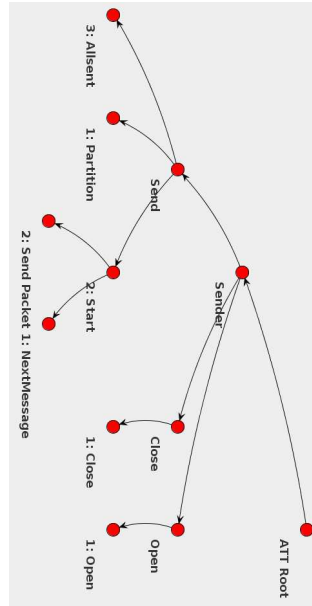 ATT Root
Sender
Send
Close
Open
3: Allsent
1: Partition
2: Start
1: Close
1: Open
2: Send Packet
1: NextMessage